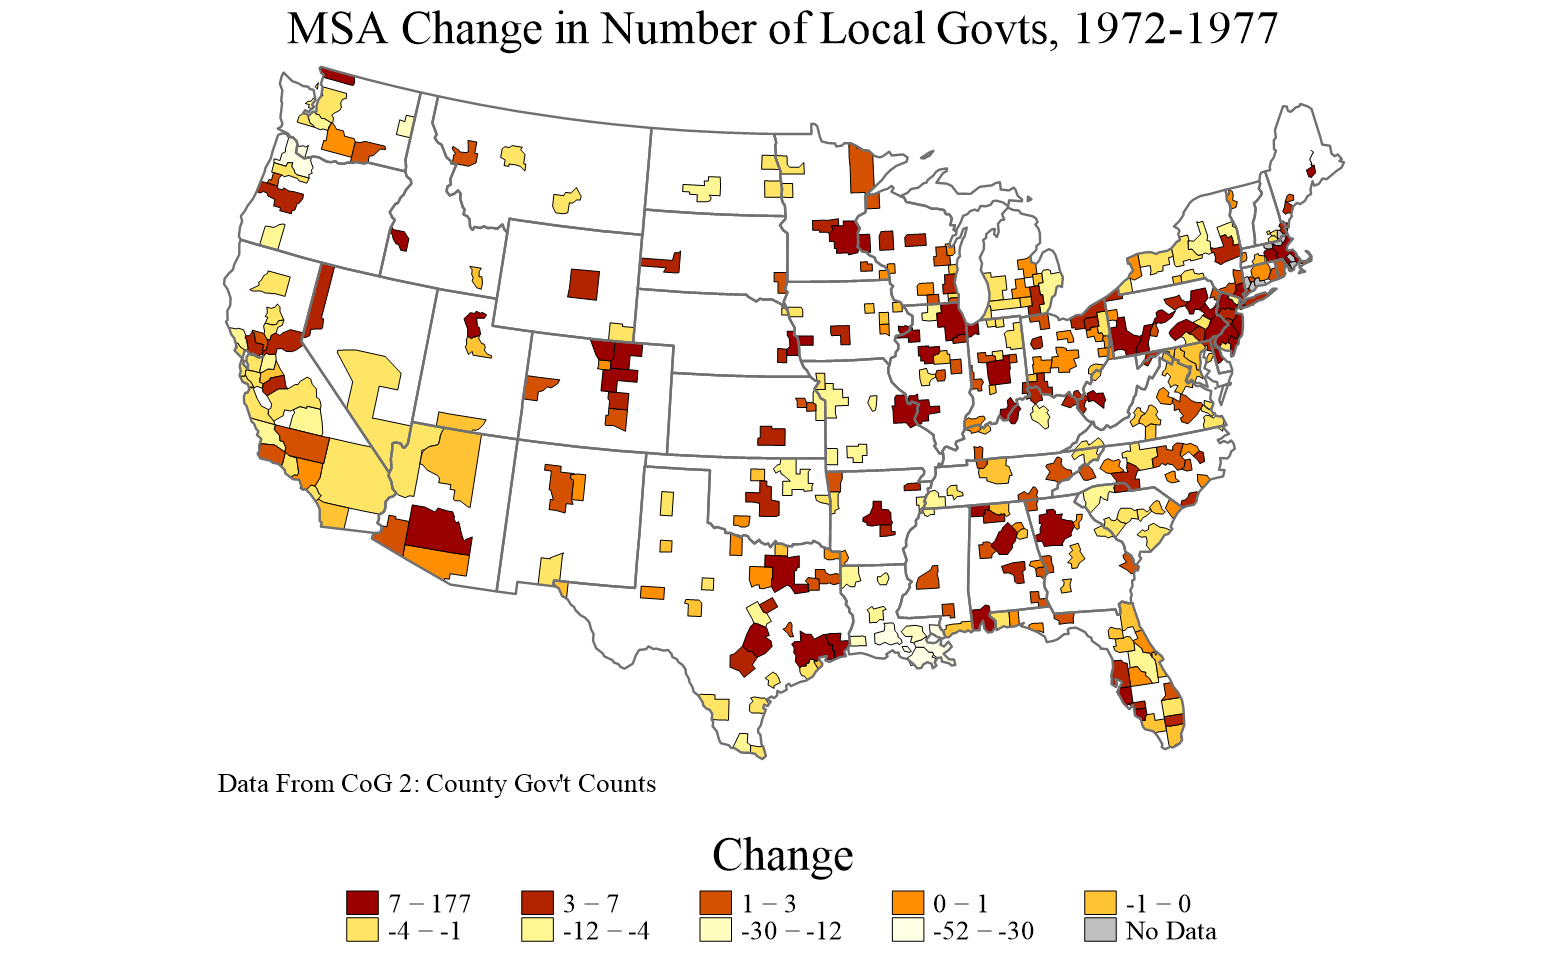 MSA Change in Number of Local Govts, 1972-1977
Data From CoG 2: County Gov't Counts
Change
7 − 177
3 − 7
1 − 3
0 − 1
-1 − 0
-4 − -1
-12 − -4
-30 − -12
-52 − -30
No Data